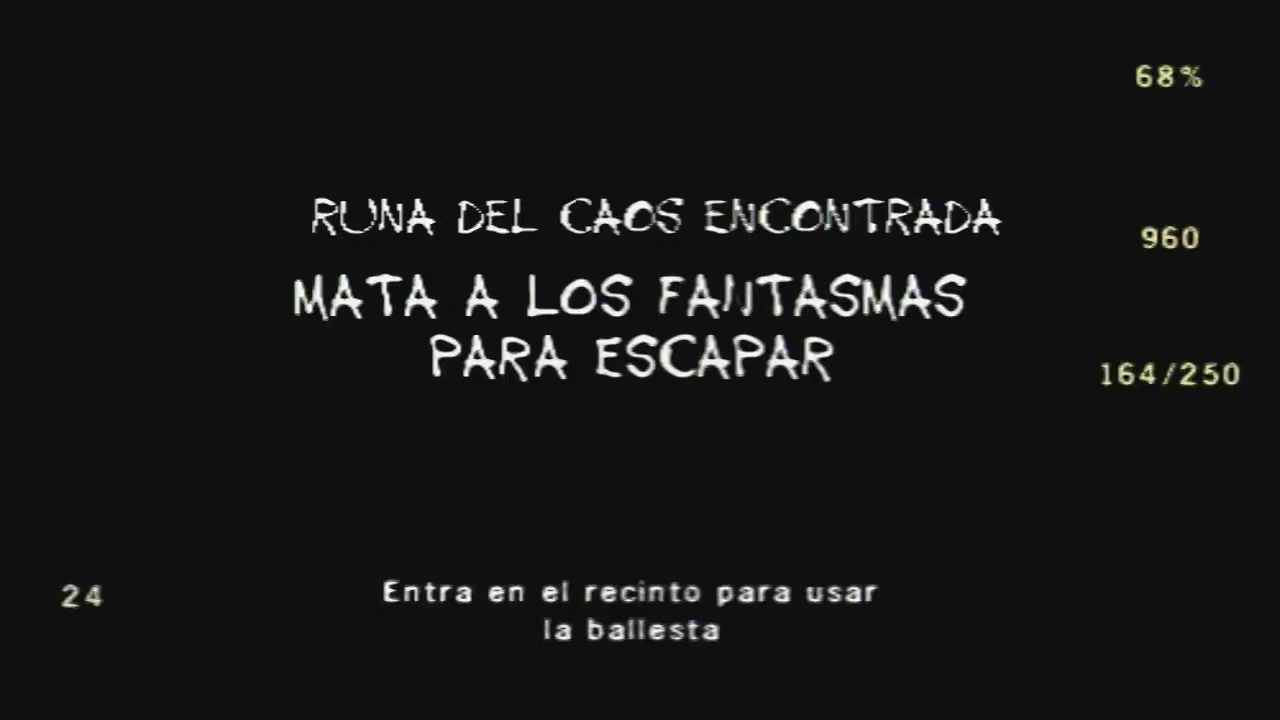 68%
RUNA DEL CAOS ENCONTRADA
960
MATA A LOS FANTASMAS
PARA ESCAPAR
164/250
24
Entra en el recinto para usar
la ballesta